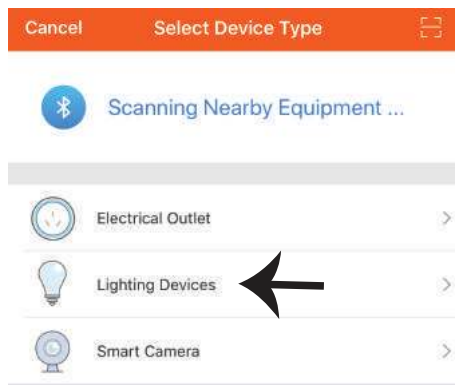 Cancel Select Device Type
Scanning Nearby Equipment ...
Electrical Outlet
Lighting Devices
Smart Camera